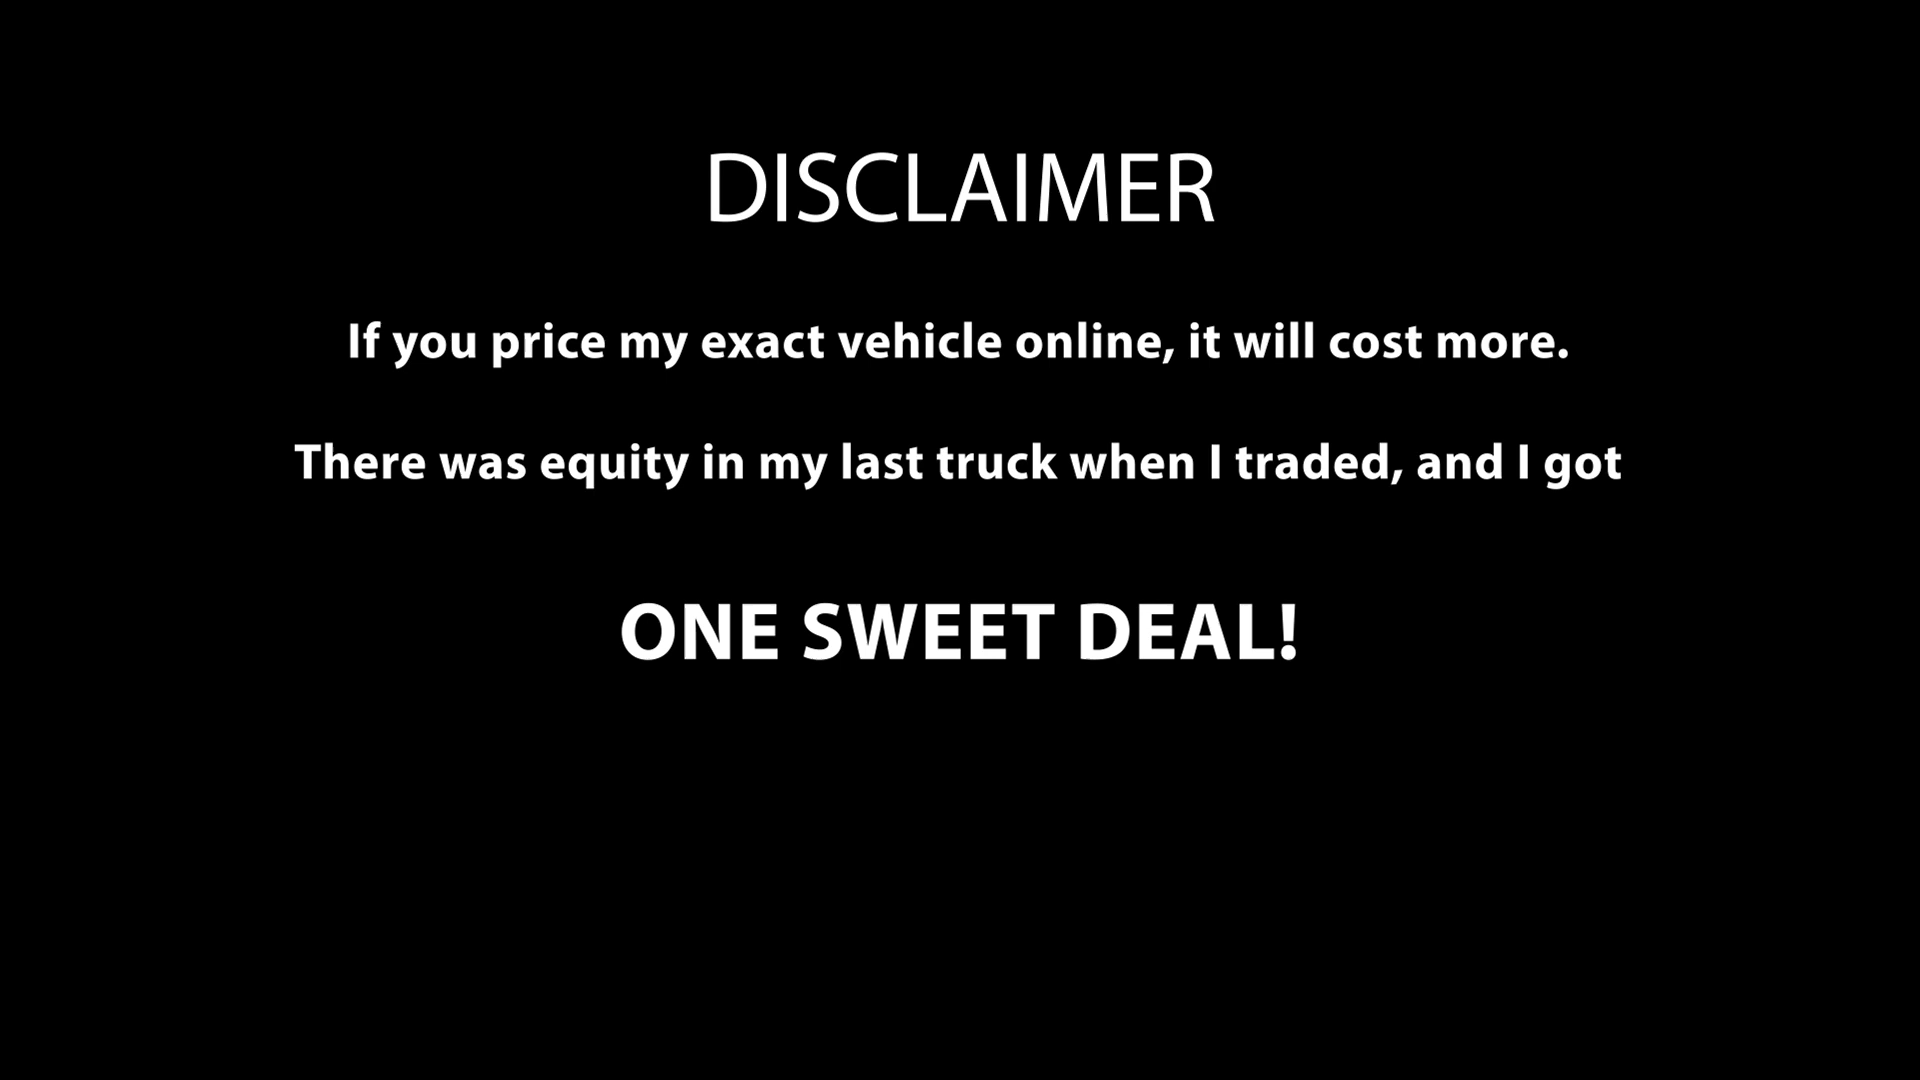 DISCLAIMER
If you price my exact vehicle online, it will cost more.
There was equity in my last truck when I traded, and I got
ONE SWEET DEAL!